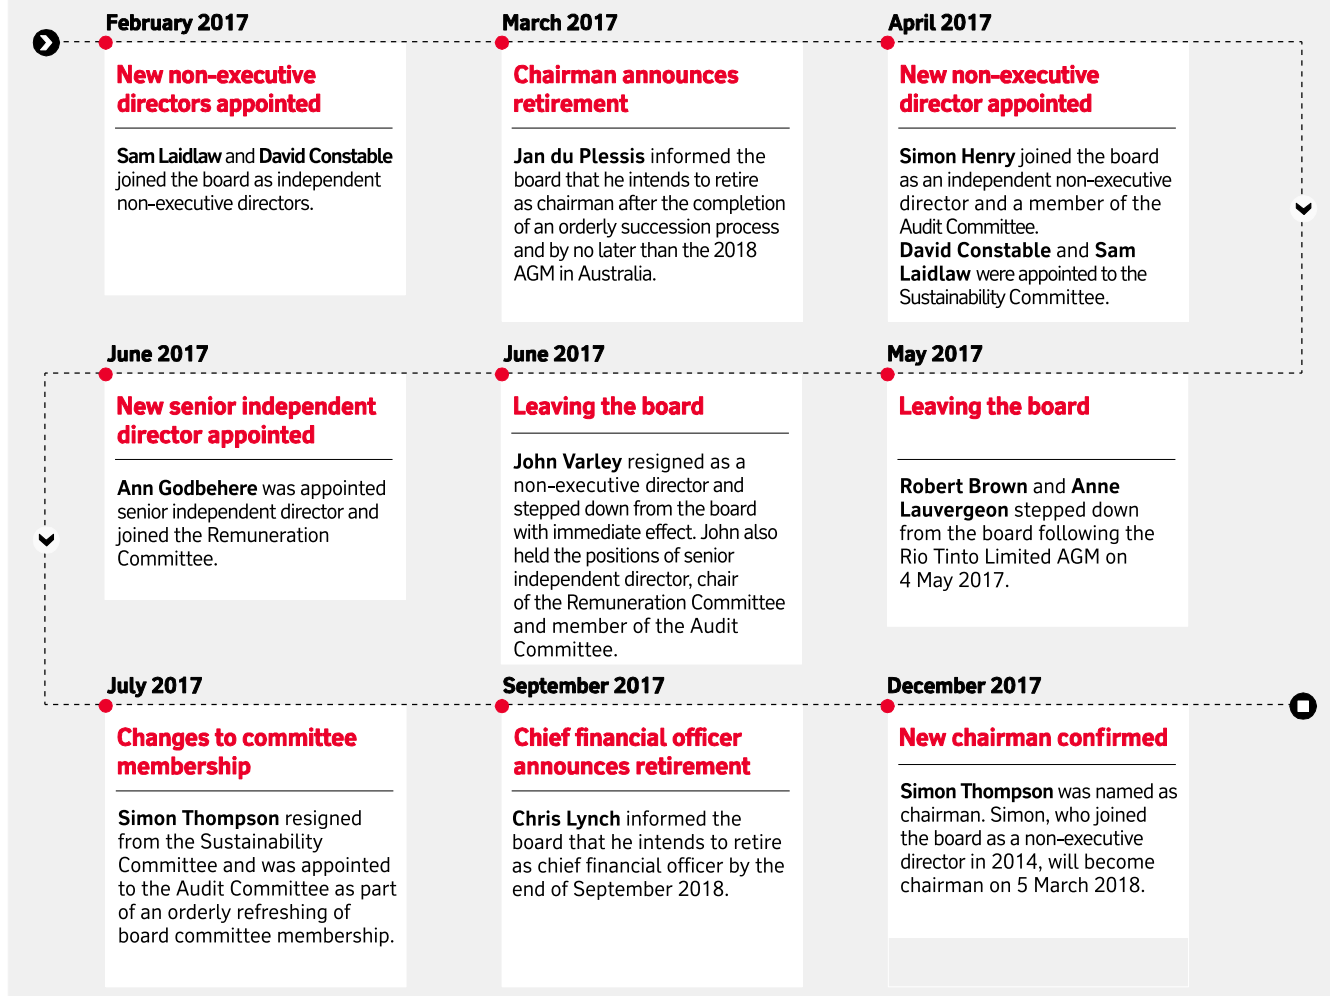 February 2017
New non-executive
directors appointed
Sam Laidlaw and David Constable
joined the board as independent
non-executive directors.
March 2017
Chairman announces
retirement
Jan du Plessis informed the
board that he intends to retire
as chairman after the completion
of an orderly succession process
and by no later than the 2018
AGM in Australia.
April 2017
New non-executive
director appointed
Simon Henry joined the board
as an independent non-executive
director and a member of the
Audit Committee.
David Constable and Sam
Laidlaw were appointed to the
Sustainability Committee.
May 2017
Leaving the board
Robert Brown and Anne
Lauvergeon stepped down
from the board following the
Rio Tinto Limited AGM on
4 May 2017.
June 2017
Leaving the board
John Varley resigned as a
non-executive director and
stepped down from the board
with immediate effect. John also
held the positions of senior
independent director, chair
of the Remuneration Committee
and member of the Audit
Committee.
June 2017
New senior independent
director appointed
Ann Godbehere was appointed
senior independent director and
joined the Remuneration
Committee.
July 2017
Changes to committee
membership
Simon Thompson resigned
from the Sustainability
Committee and was appointed
to the Audit Committee as part
of an orderly refreshing of
board committee membership.
September 2017
Chief financial officer
announces retirement
Chris Lynch informed the
board that he intends to retire
as chief financial officer by the
end of September 2018.
December 2017
New chairman confirmed
Simon Thompson was named as
chairman. Simon, who joined
the board as a non-executive
director in 2014, will become
chairman on 5 March 2018.